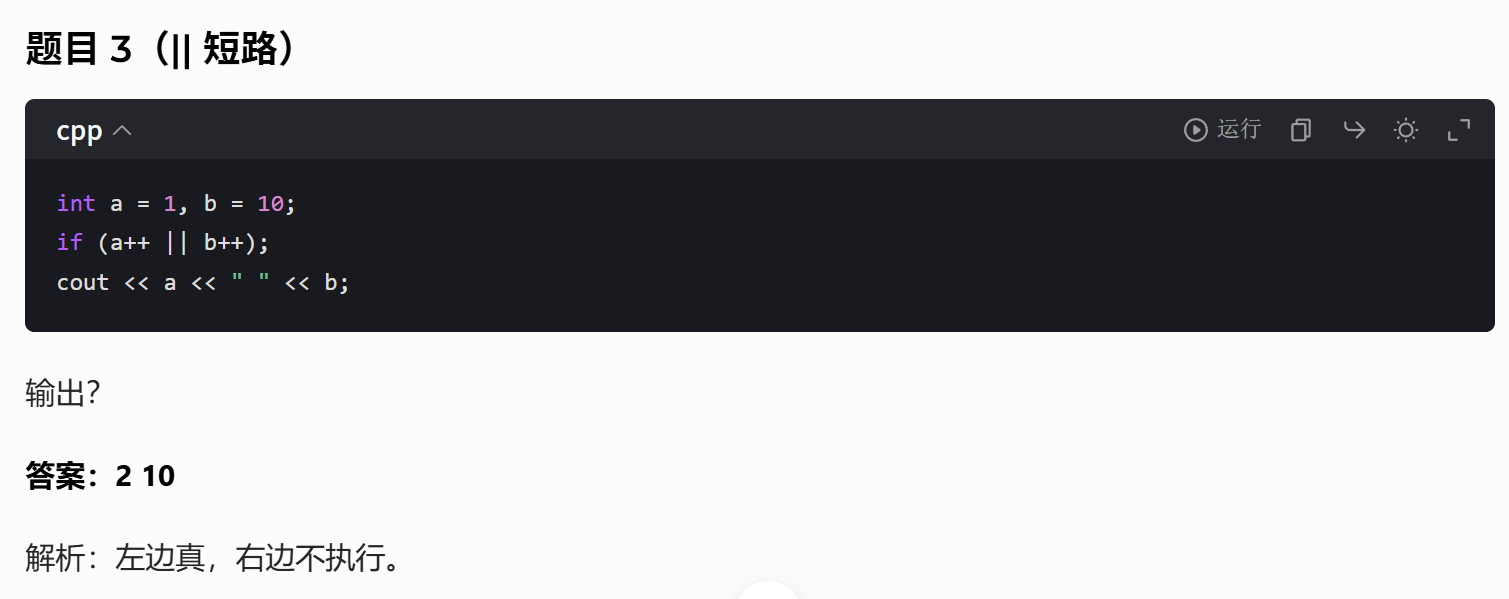 题目 3（|| 短路）
cpp 运行
int a = 1, b = 10;
if (a++ || b++);
cout << a << " " << b;
输出？
答案：2 10
解析：左边真，右边不执行。